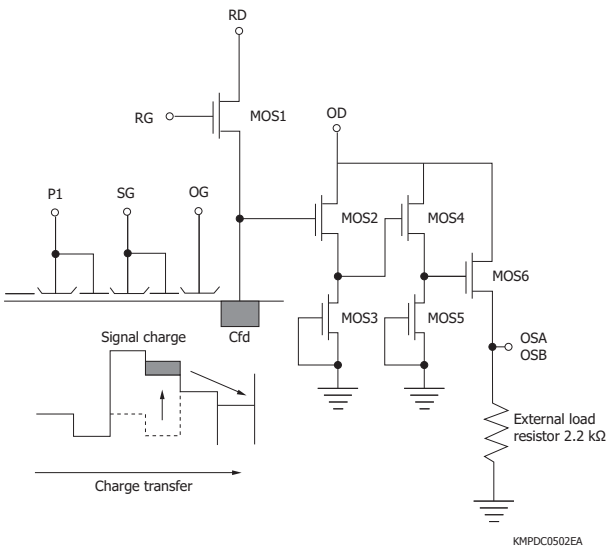 RD
RG
MOS1
OD
P1
SG
OG
MOS2
MOS4
MOS6
MOS3
MOS5
Cfd
Signal charge
OSA
OSB
External load
resistor 2.2 kΩ
Charge transfer
KMPDC0502EA